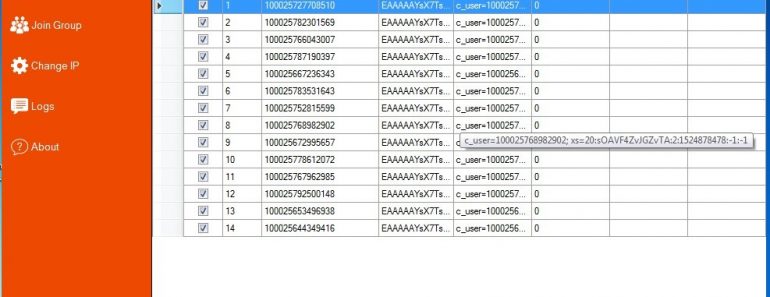 Join Group
Change IP
Logs
About
1 100025727708510 EAAAAAYsX7Ts... c_user=1000257... 0
2 100025782301569 EAAAAAYsX7Ts... c_user=1000257... 0
3 100025766043007 EAAAAAYsX7Ts... c_user=1000257... 0
4 100025787190397 EAAAAAYsX7Ts... c_user=1000257... 0
5 100025667236343 EAAAAAYsX7Ts... c_user=1000256... 0
6 100025783531643 EAAAAAYsX7Ts... c_user=1000257... 0
7 100025752815599 EAAAAAYsX7Ts... c_user=1000257... 0
8 100025768982902 EAAAAAYsX7Ts... c_user=1000257... 0
c_user=100025768982902; xs=20:sOAVF4ZvJGZvTA:2:1524878478:-1:-1
9 100025672995657 EAAAAAYsX7Ts...
10 100025778612072 EAAAAAYsX7Ts... c_user=1000257... 0
11 100025767962985 EAAAAAYsX7Ts... c_user=1000257... 0
12 100025792500148 EAAAAAYsX7Ts... c_user=1000257... 0
13 100025653496938 EAAAAAYsX7Ts... c_user=1000256... 0
14 100025644349416 EAAAAAYsX7Ts... c_user=1000256... 0